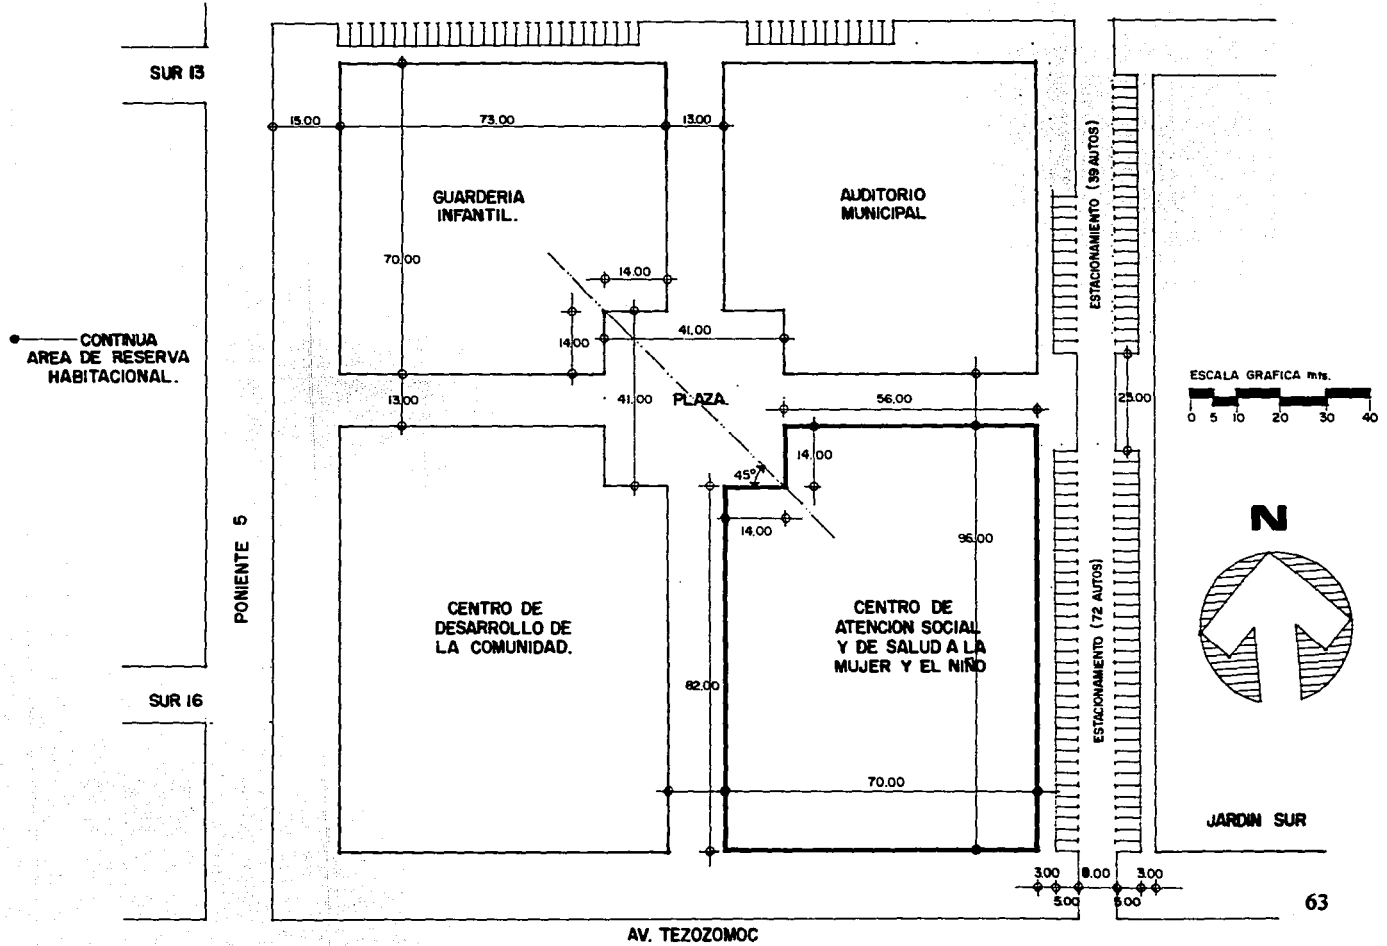 SUR 13
15.00
73.00
13.00
GUARDERIA
INFANTIL.
AUDITORIO
MUNICIPAL
ESTACIONAMIENTO (39 AUTOS)
70.00
14.00
CONTINUA
AREA DE RESERVA
HABITACIONAL.
14.00
41.00
13.00
41.00
PLAZA
56.00
25.00
ESCALA GRAFICA mts.
0 5 10 20 30 40
14.00
45°
14.00
96.00
N
PONIENTE 5
CENTRO DE
DESARROLLO DE
LA COMUNIDAD.
CENTRO DE
ATENCION SOCIAL
Y DE SALUD A LA
MUJER Y EL NIÑO
ESTACIONAMIENTO (72 AUTOS)
SUR 16
82.00
70.00
JARDIN SUR
3.00
8.00
3.00
5.00
5.00
63
AV. TEZOZOMOC